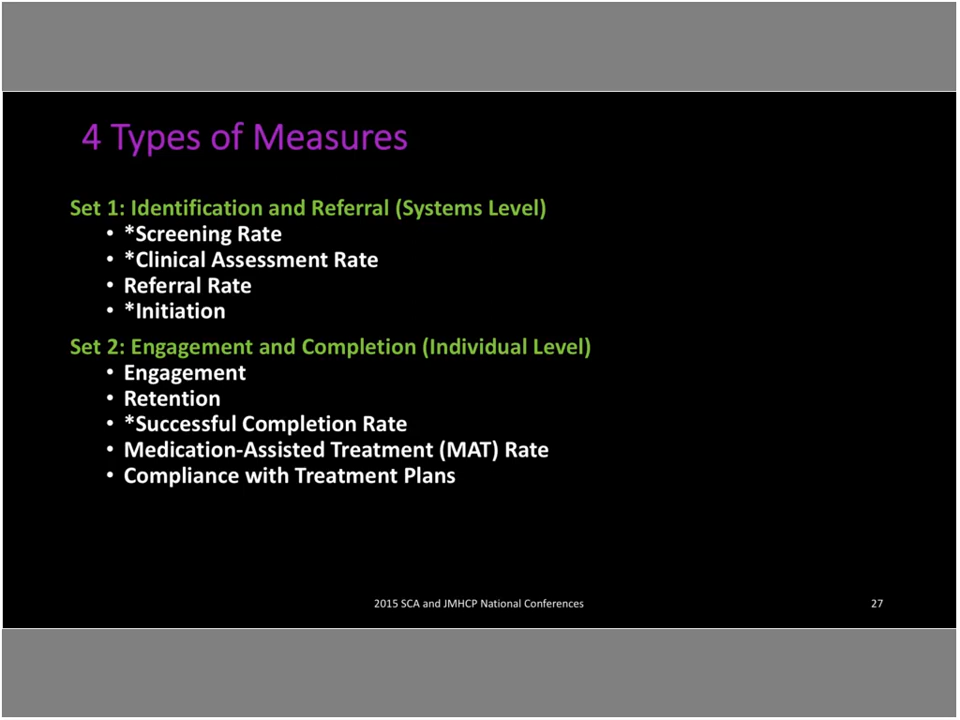 4 Types of Measures
Set 1: Identification and Referral (Systems Level)
• *Screening Rate
• *Clinical Assessment Rate
• Referral Rate
• *Initiation
Set 2: Engagement and Completion (Individual Level)
• Engagement
• Retention
• *Successful Completion Rate
• Medication-Assisted Treatment (MAT) Rate
• Compliance with Treatment Plans
2015 SCA and JMHCP National Conferences
27